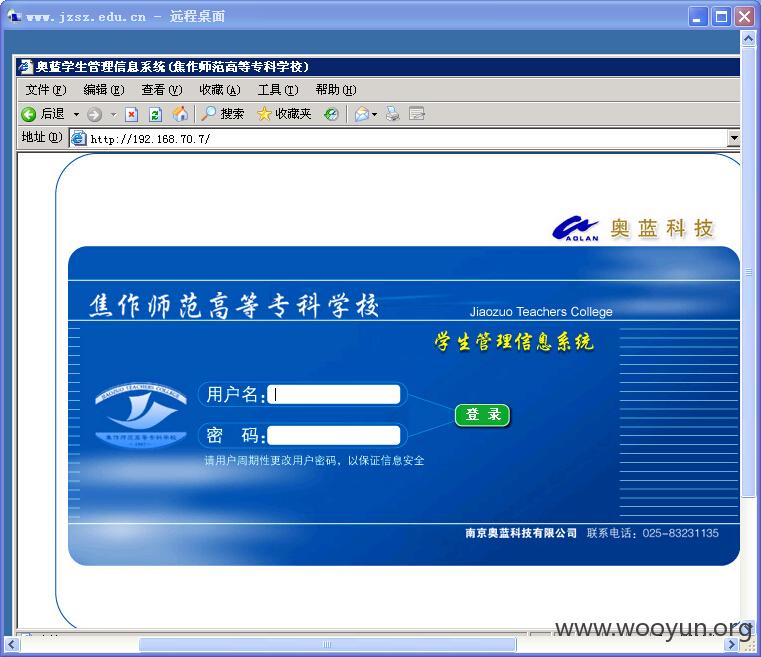 www.jzsz.edu.cn - 远程桌面
奥蓝学生管理信息系统(焦作师范高等专科学校)
文件(F) 编辑(E) 查看(V) 收藏(A) 工具(T) 帮助(H)
后退 搜索 收藏夹
地址(D) http://192.168.70.7/
AOLAN 奥蓝科技
焦作师范高等专科学校 Jiaozuo Teachers College
学生管理信息系统
JIAOZUO TEACHERS COLLEGE
焦作师范高等专科学校
用户名:
登 录
密 码:
请用户周期性更改用户密码，以保证信息安全
南京奥蓝科技有限公司 联系电话：025-83231135
www.wooyun.org